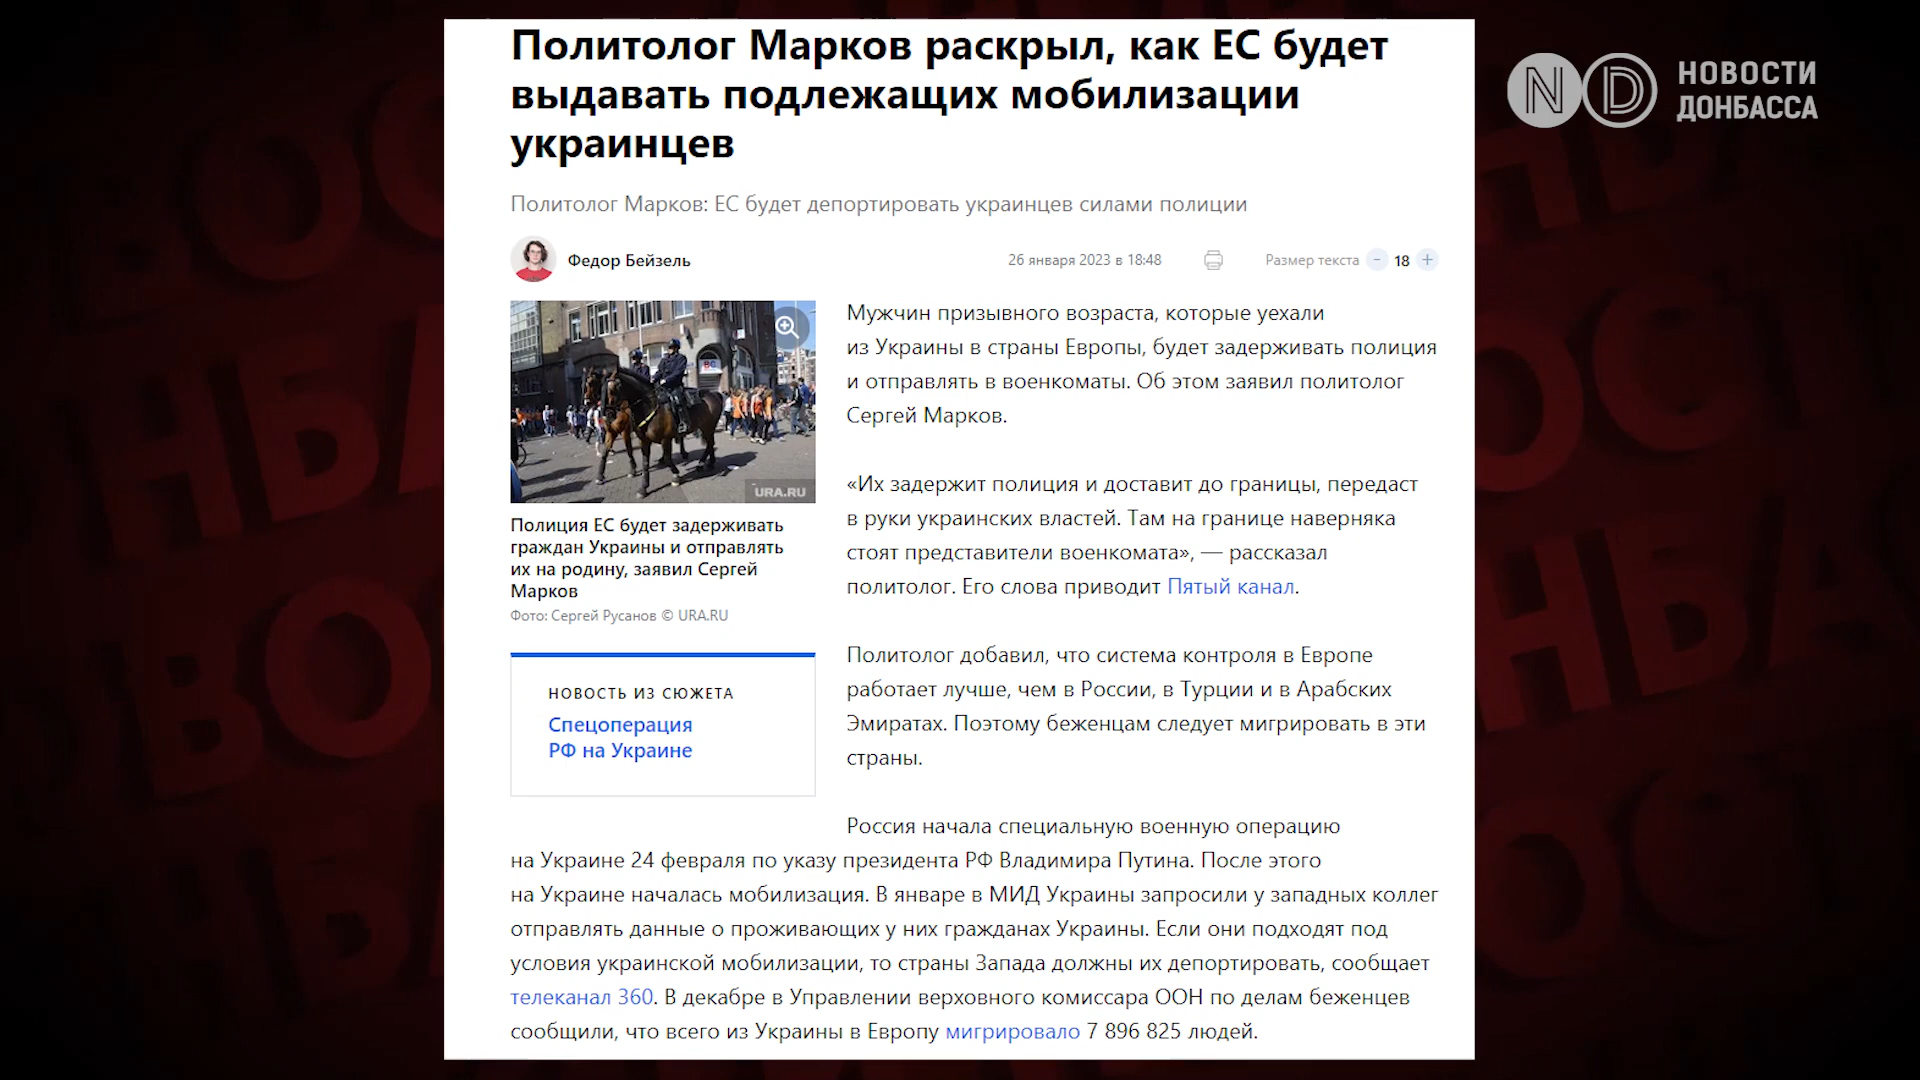 Политолог Марков раскрыл, как ЕС будет
выдавать подлежащих мобилизации
украинцев
ND НОВОСТИ
ДОНБАССА
Политолог Марков: ЕС будет депортировать украинцев силами полиции
Федор Бейзель
26 января 2023 в 18:48
Размер текста - 18 +
URA.RU
Полиция ЕС будет задерживать
граждан Украины и отправлять
их на родину, заявил Сергей
Марков
Фото: Сергей Русанов © URA.RU
НОВОСТЬ ИЗ СЮЖЕТА
Спецоперация
РФ на Украине
Мужчин призывного возраста, которые уехали
из Украины в страны Европы, будет задерживать полиция
и отправлять в военкоматы. Об этом заявил политолог
Сергей Марков.
«Их задержит полиция и доставит до границы, передаст
в руки украинских властей. Там на границе наверняка
стоят представители военкомата», — рассказал
политолог. Его слова приводит Пятый канал.
Политолог добавил, что система контроля в Европе
работает лучше, чем в России, в Турции и в Арабских
Эмиратах. Поэтому беженцам следует мигрировать в эти
страны.
Россия начала специальную военную операцию
на Украине 24 февраля по указу президента РФ Владимира Путина. После этого
на Украине началась мобилизация. В январе в МИД Украины запросили у западных коллег
отправлять данные о проживающих у них гражданах Украины. Если они подходят под
условия украинской мобилизации, то страны Запада должны их депортировать, сообщает
телеканал 360. В декабре в Управлении верховного комиссара ООН по делам беженцев
сообщили, что всего из Украины в Европу мигрировало 7 896 825 людей.